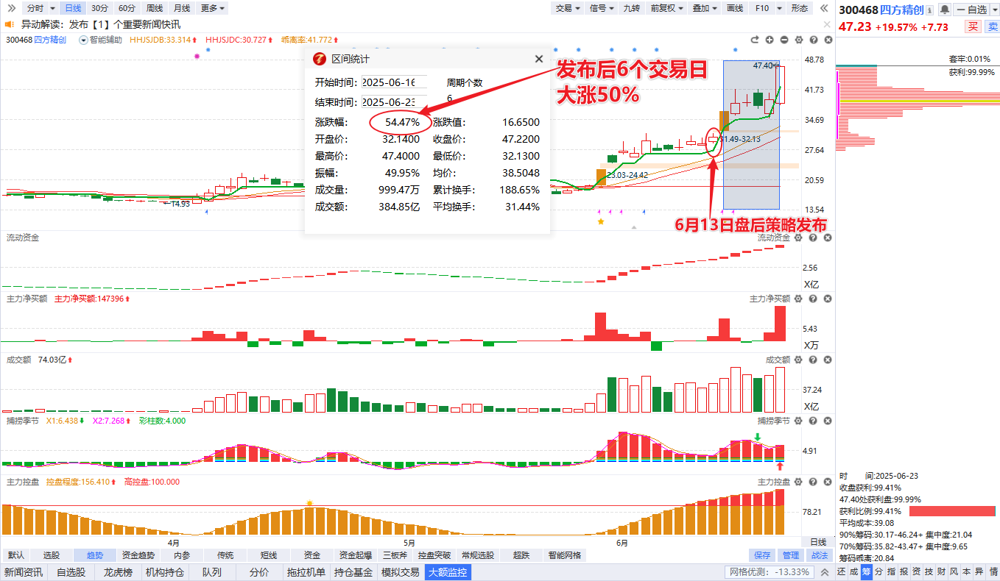 分时 日线 30分 60分 周线 月线 更多 交易 信号 九转 前复权 叠加 画线 F10 形态
异动解读：发布【1】个重要新闻快讯
300468 四方精创 智能辅助 HHJSJDB:33.314 HHJSJDC:30.727 乖离率:41.772
300468 四方精创 自选
47.23 +19.57% +7.73 买 卖
套牢:0.01%
获利:99.99%
区间统计
开始时间: 2025-06-16 周期个数
结束时间: 2025-06-23 6
涨跌幅: 54.47% 涨跌值: 16.6500
开盘价: 32.1400 收盘价: 47.2200
最高价: 47.4000 最低价: 32.1300
振幅: 49.95% 均价: 38.5048
成交量: 999.47万 累计换手: 188.65%
成交额: 384.85亿 平均换手: 31.44%
发布后6个交易日
大涨50%
47.40
31.49-32.13
23.03-24.42
14.93
48.78
41.73
34.69
27.64
20.59
13.54
6月13日盘后策略发布
流动资金 流动资金
2.56
X亿
主力净买额 主力净买额:147396 主力净买额
5.43
X万
成交额 74.03亿 成交额
37.24
X亿
捕捞季节 X1:6.438 X2:7.268 彩柱数:4.000 捕捞季节
4.91
主力控盘 控盘程度:156.410 高控盘:100.000 主力控盘
78.21
4月 5月 6月 日线
时 间:2025-06-23
收盘获利:99.41%
47.40处获利盘:99.99%
获利比例:99.41%
平均成本:39.08
90%筹码:30.17-46.24+ 集中度:21.04
70%筹码:35.82-43.47+ 集中度:9.65
筹码乖离:20.84
默认 选股 趋势 资金趋势 内参 传统 短线 资金 资金起爆 三板斧 控盘突破 常规选股 超跌 智能网格 保存 管理 战法
新闻资讯 自选股 龙虎榜 机构持仓 队列 分价 拖拉机单 持仓基金 模拟交易 大额监控 网格优测: -13.33% 还 成 筹 分 指 报 资 技 财 风 本 异 情